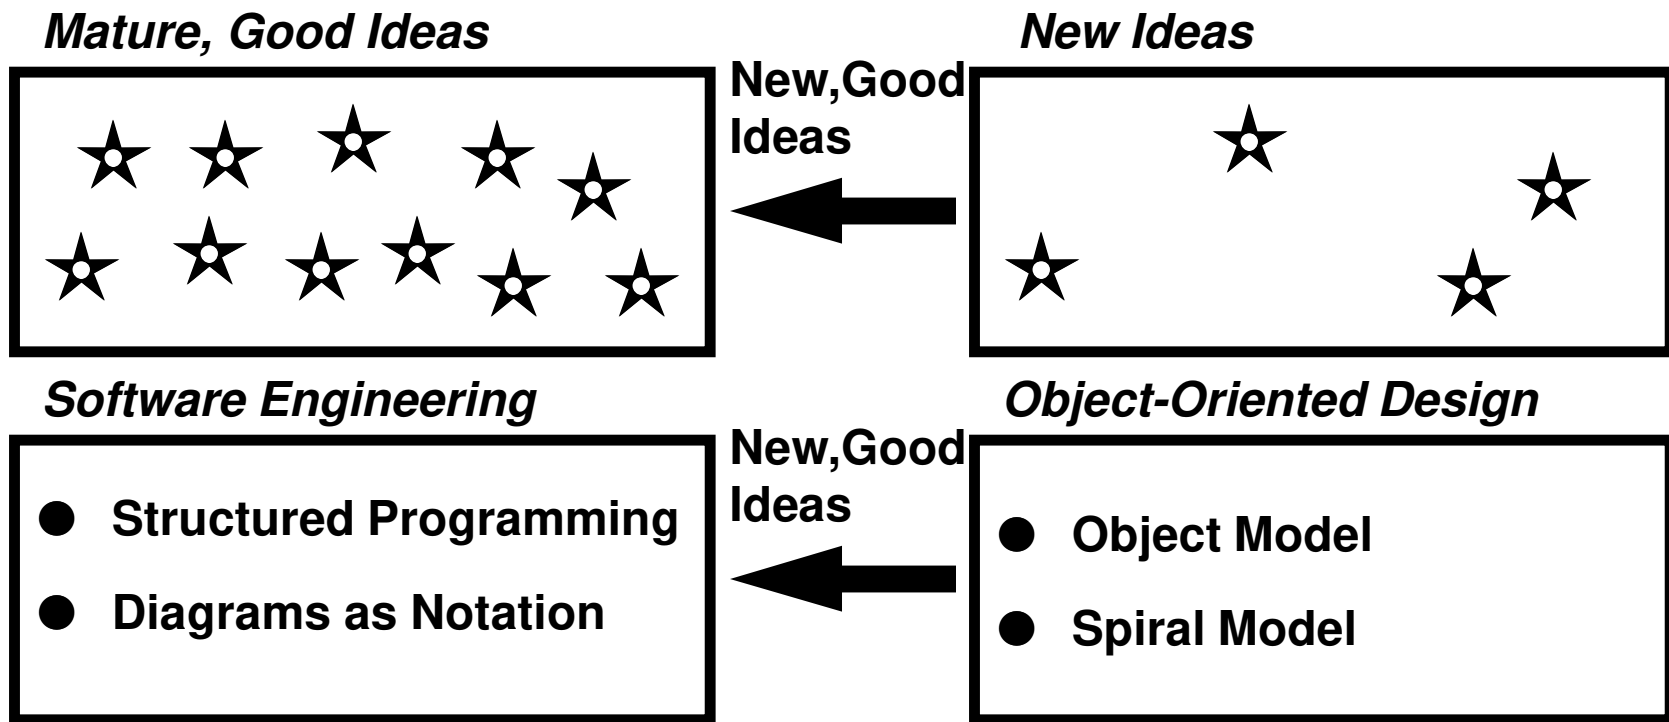 Mature, Good Ideas
New,Good
Ideas
New Ideas
Software Engineering
● Structured Programming
● Diagrams as Notation
New,Good
Ideas
Object-Oriented Design
● Object Model
● Spiral Model